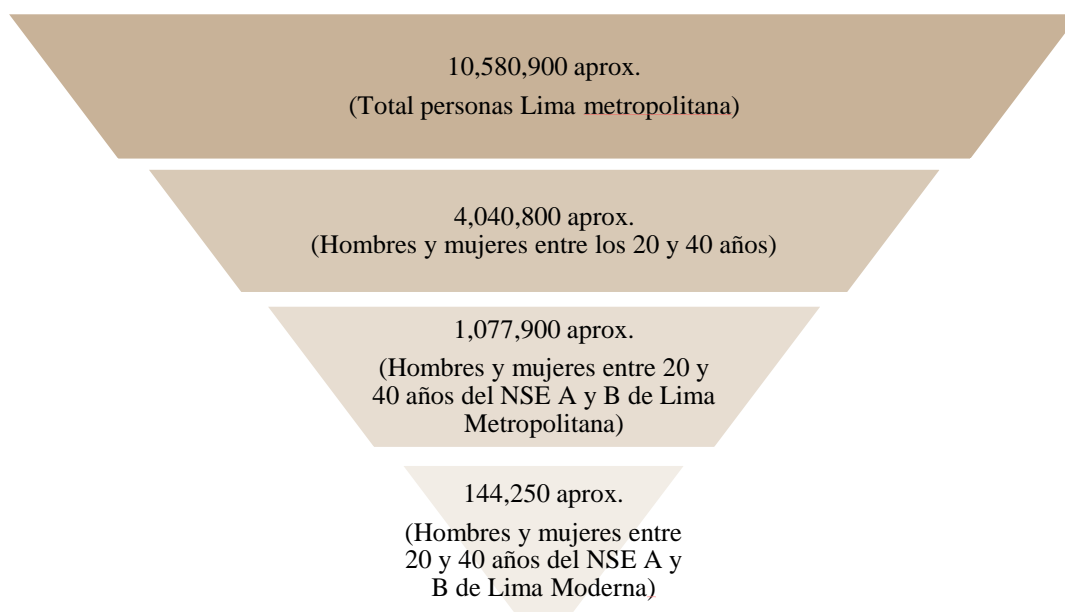 10,580,900 aprox.
(Total personas Lima metropolitana)
4,040,800 aprox.
(Hombres y mujeres entre los 20 y 40 años)
1,077,900 aprox.
(Hombres y mujeres entre 20 y
40 años del NSE A y B de Lima
Metropolitana)
144,250 aprox.
(Hombres y mujeres entre
20 y 40 años del NSE A y
B de Lima Moderna)